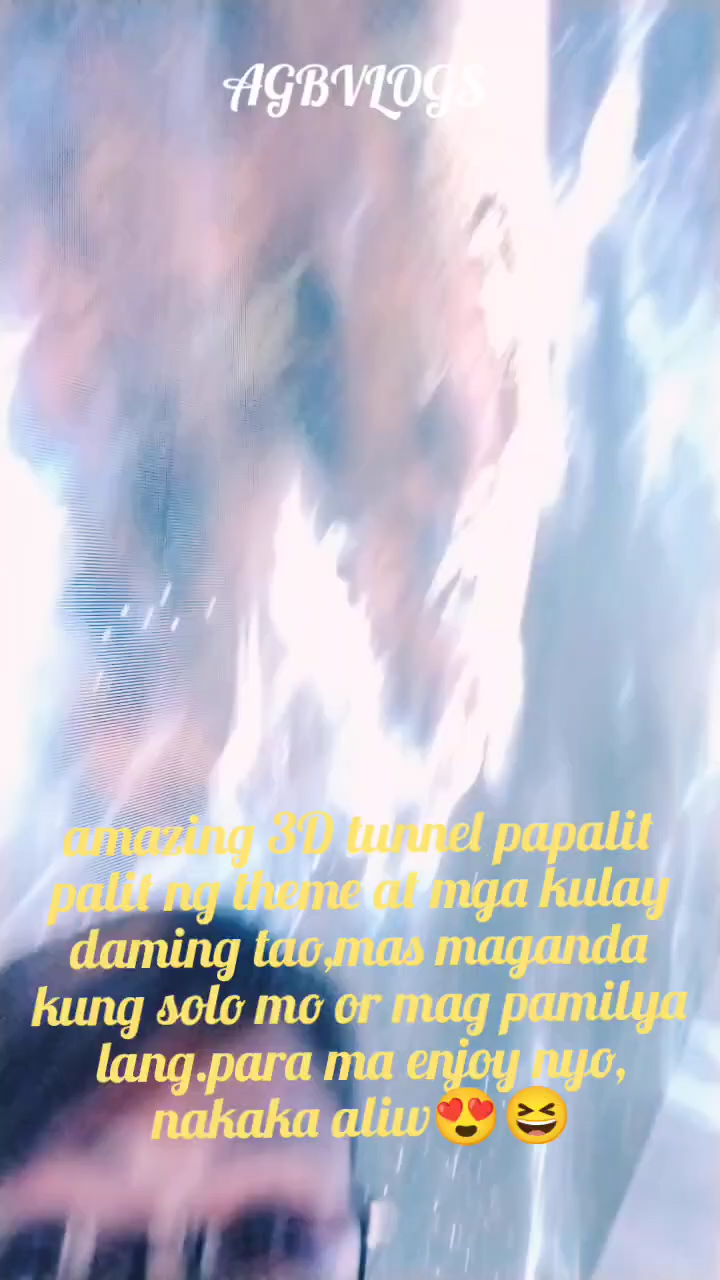 AGBVLOGS
amazing 3D tunnel papalit
palit ng theme at mga kulay
daming tao,mas maganda
kung solo mo or mag pamilya
lang.para ma enjoy nyo,
nakaka aliw😍😆